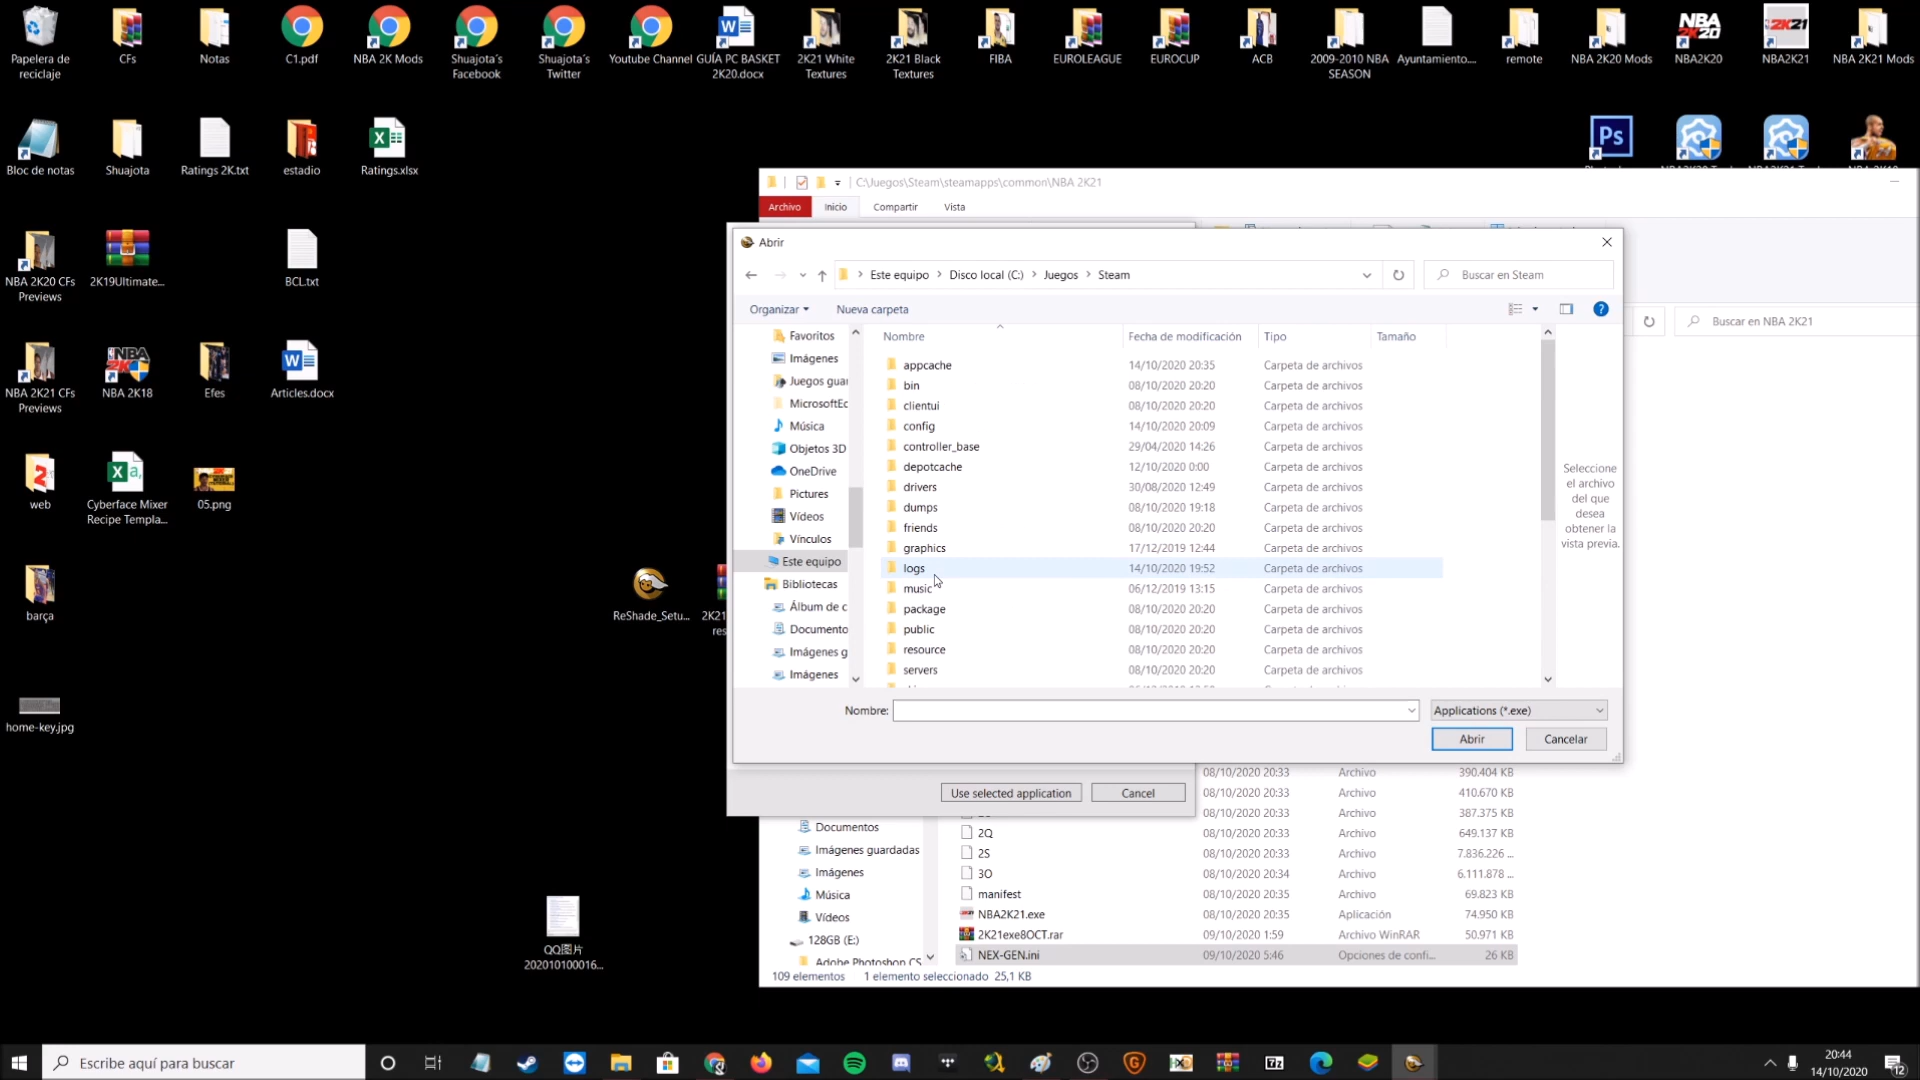 Papelera de
reciclaje
CFs
Notas
C1.pdf
NBA 2K Mods
Shuajota´s
Facebook
Shuajota´s
Twitter
Youtube Channel
GUÍA PC BASKET
2K20.docx
2K21 White
Textures
2K21 Black
Textures
FIBA
EUROLEAGUE
EUROCUP
ACB
2009-2010 NBA
SEASON
Ayuntamiento....
remote
NBA 2K20 Mods
NBA2K20
NBA2K21
NBA 2K21 Mods
Bloc de notas
Shuajota
Ratings 2K.txt
estadio
Ratings.xlsx
NBA 2K20 CFs
Previews
2K19Ultimate...
BCL.txt
NBA 2K21 CFs
Previews
NBA 2K18
Efes
Articles.docx
web
Cyberface Mixer
Recipe Templa...
05.png
barça
home-key.jpg
ReShade_Setu...
2K21
res
QQ图片
202010100016...
C:\Juegos\Steam\steamapps\common\NBA 2K21
Archivo
Inicio
Compartir
Vista
Buscar en NBA 2K21
Abrir
Este equipo
Disco local (C:)
Juegos
Steam
Buscar en Steam
Organizar
Nueva carpeta
Favoritos
Imágenes
Juegos guar
MicrosoftEc
Música
Objetos 3D
OneDrive
Pictures
Vídeos
Vínculos
Este equipo
Bibliotecas
Álbum de c
Documento
Imágenes g
Imágenes
Nombre Fecha de modificación Tipo Tamaño
appcache 14/10/2020 20:35 Carpeta de archivos
bin 08/10/2020 20:20 Carpeta de archivos
clientui 08/10/2020 20:20 Carpeta de archivos
config 14/10/2020 20:09 Carpeta de archivos
controller_base 29/04/2020 14:26 Carpeta de archivos
depotcache 12/10/2020 0:00 Carpeta de archivos
drivers 30/08/2020 12:49 Carpeta de archivos
dumps 08/10/2020 19:18 Carpeta de archivos
friends 08/10/2020 20:20 Carpeta de archivos
graphics 17/12/2019 12:44 Carpeta de archivos
logs 14/10/2020 19:52 Carpeta de archivos
music 06/12/2019 13:15 Carpeta de archivos
package 08/10/2020 20:20 Carpeta de archivos
public 08/10/2020 20:20 Carpeta de archivos
resource 08/10/2020 20:20 Carpeta de archivos
servers 08/10/2020 20:20 Carpeta de archivos
Seleccione
el archivo
del que
desea
obtener la
vista previa.
Nombre:
Applications (*.exe)
Abrir
Cancelar
Use selected application
Cancel
Documentos
Imágenes guardadas
Imágenes
Música
Vídeos
128GB (E:)
Adobe Photoshop CS
08/10/2020 20:33 Archivo 390.404 KB
08/10/2020 20:33 Archivo 410.670 KB
08/10/2020 20:33 Archivo 387.375 KB
2Q 08/10/2020 20:33 Archivo 649.137 KB
2S 08/10/2020 20:33 Archivo 7.836.226 ...
3O 08/10/2020 20:34 Archivo 6.111.878 ...
manifest 08/10/2020 20:35 Archivo 69.823 KB
NBA2K21.exe 08/10/2020 20:35 Aplicación 74.950 KB
2K21exe8OCT.rar 09/10/2020 1:59 Archivo WinRAR 50.971 KB
NEX-GEN.ini 09/10/2020 5:46 Opciones de confi... 26 KB
109 elementos 1 elemento seleccionado 25,1 KB
Escribe aquí para buscar
20:44
14/10/2020
12